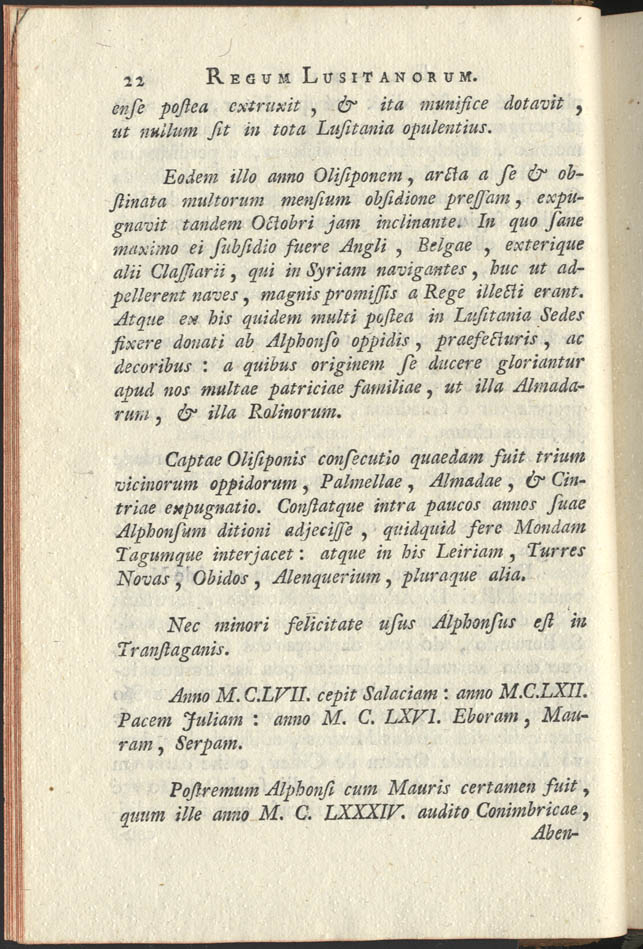 22 REGUM LUSITANORUM.
enſe poſtea extruxit , & ita munifice dotavit ,
ut nullum ſit in tota Luſitania opulentius.
Eodem illo anno Oliſiponem , arcta a ſe & ob-
ſtinata multorum menſium obſidione preſſam , expu-
gnavit tandem Octobri jam inclinante. In quo ſane
maximo ei ſubſidio fuere Angli , Belgae , exterique
alii Claſſiarii , qui in Syriam navigantes , huc ut ad-
pellerent naves , magnis promiſſis a Rege illecti erant.
Atque ex his quidem multi poſtea in Luſitania Sedes
fixere donati ab Alphonſo oppidis , praefecturis , ac
decoribus : a quibus originem ſe ducere gloriantur
apud nos multae patriciae familiae , ut illa Almada-
rum , & illa Rolinorum.
Captae Oliſiponis conſecutio quaedam fuit trium
vicinorum oppidorum , Palmellae , Almadae , & Cin-
triae expugnatio. Conſtatque intra paucos annos ſuae
Alphonſum ditioni adjeciſſe , quidquid fere Mondam
Tagumque interjacet : atque in his Leiriam , Turres
Novas , Obidos , Alenquerium , pluraque alia.
Nec minori felicitate uſus Alphonſus eſt in
Tranſtaganis.
Anno M. C.LVII. cepit Salaciam : anno M.C.LXII.
Pacem Juliam : anno M. C. LXVI. Eboram , Mau-
ram , Serpam.
Poſtremum Alphonſi cum Mauris certamen fuit ,
quum ille anno M. C. LXXXIV. audito Conimbricae ,
Aben-